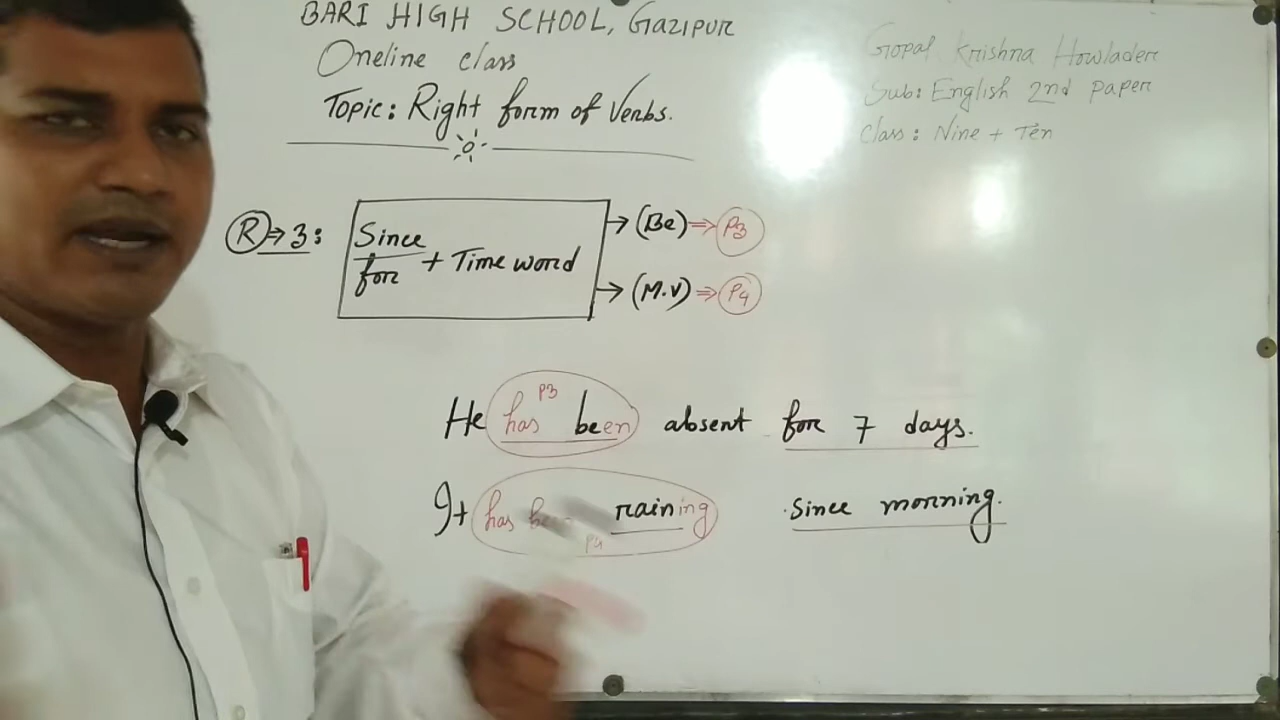 BARI HIGH SCHOOL, Gazipur
Oneline class
Topic: Right form of Verbs.
Gopal Krishna Howlader
Sub: English 2nd paper
Class: Nine + Ten
R ⇒ 3:
Since
for
+ Time word
→ (Be) ⇒ P3
→ (M.V) ⇒ P4
P3
He has been absent for 7 days.
It has raining since morning.
P4